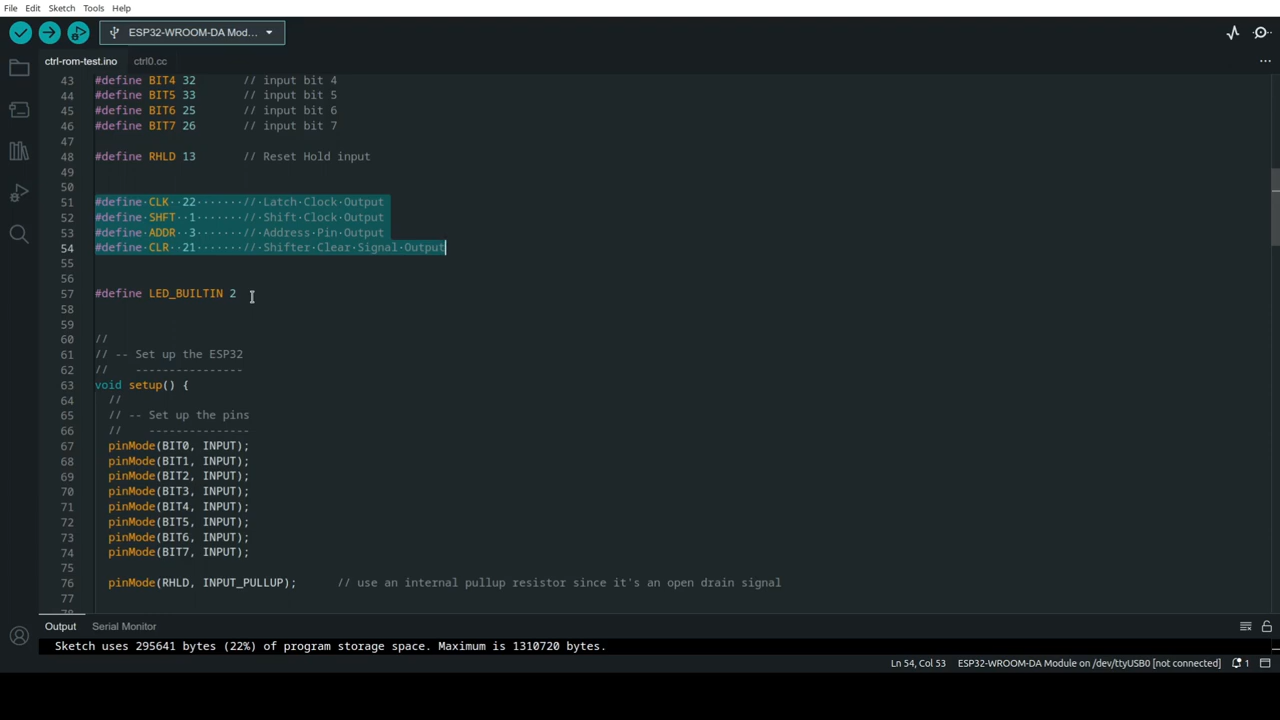 File Edit Sketch Tools Help
ESP32-WROOM-DA Mod...
ctrl-rom-test.ino ctrl0.cc
43 #define BIT4 32 // input bit 4
44 #define BIT5 33 // input bit 5
45 #define BIT6 25 // input bit 6
46 #define BIT7 26 // input bit 7
47
48 #define RHLD 13 // Reset Hold input
49
50
51 #define·CLK··22·······//·Latch·Clock·Output
52 #define·SHFT··1·······//·Shift·Clock·Output
53 #define·ADDR··3·······//·Address·Pin·Output
54 #define·CLR··21·······//·Shifter·Clear·Signal·Output
55
56
57 #define LED_BUILTIN 2
58
59
60 //
61 // -- Set up the ESP32
62 // ----------------
63 void setup() {
64 //
65 // -- Set up the pins
66 // ---------------
67 pinMode(BIT0, INPUT);
68 pinMode(BIT1, INPUT);
69 pinMode(BIT2, INPUT);
70 pinMode(BIT3, INPUT);
71 pinMode(BIT4, INPUT);
72 pinMode(BIT5, INPUT);
73 pinMode(BIT6, INPUT);
74 pinMode(BIT7, INPUT);
75
76 pinMode(RHLD, INPUT_PULLUP); // use an internal pullup resistor since it's an open drain signal
77
78
Output Serial Monitor
Sketch uses 295641 bytes (22%) of program storage space. Maximum is 1310720 bytes.
Ln 54, Col 53 ESP32-WROOM-DA Module on /dev/ttyUSB0 [not connected] 1